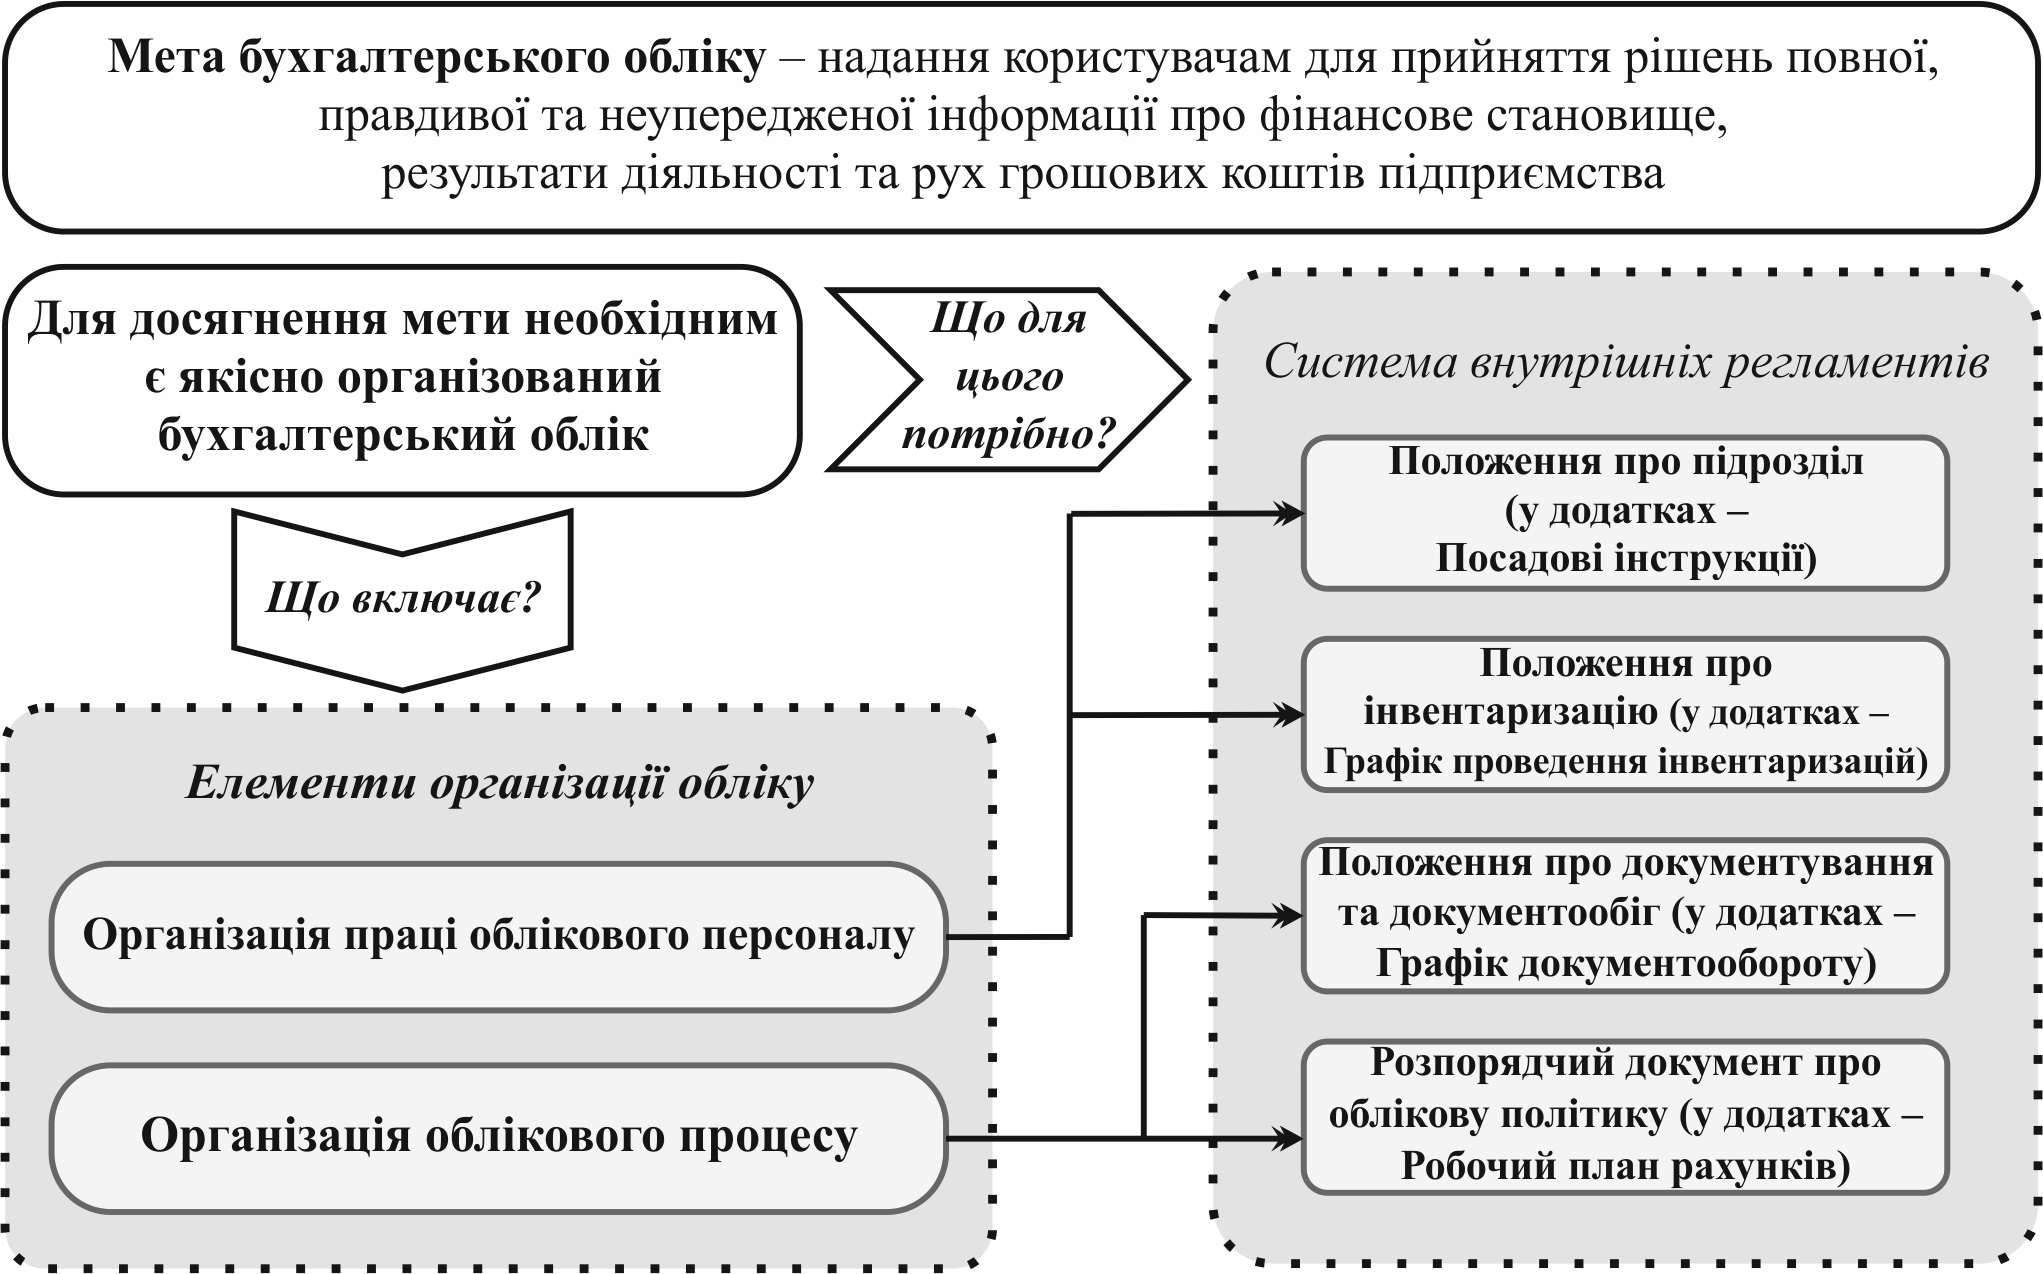 Мета бухгалтерського обліку – надання користувачам для прийняття рішень повної,
правдивої та неупередженої інформації про фінансове становище,
результати діяльності та рух грошових коштів підприємства
Для досягнення мети необхідним
є якісно організований
бухгалтерський облік
Що для
цього
потрібно?
Що включає?
Елементи організації обліку
Організація праці облікового персоналу
Організація облікового процесу
Система внутрішніх регламентів
Положення про підрозділ
(у додатках –
Посадові інструкції)
Положення про
інвентаризацію (у додатках –
Графік проведення інвентаризацій)
Положення про документування
та документообіг (у додатках –
Графік документообороту)
Розпорядчий документ про
облікову політику (у додатках –
Робочий план рахунків)